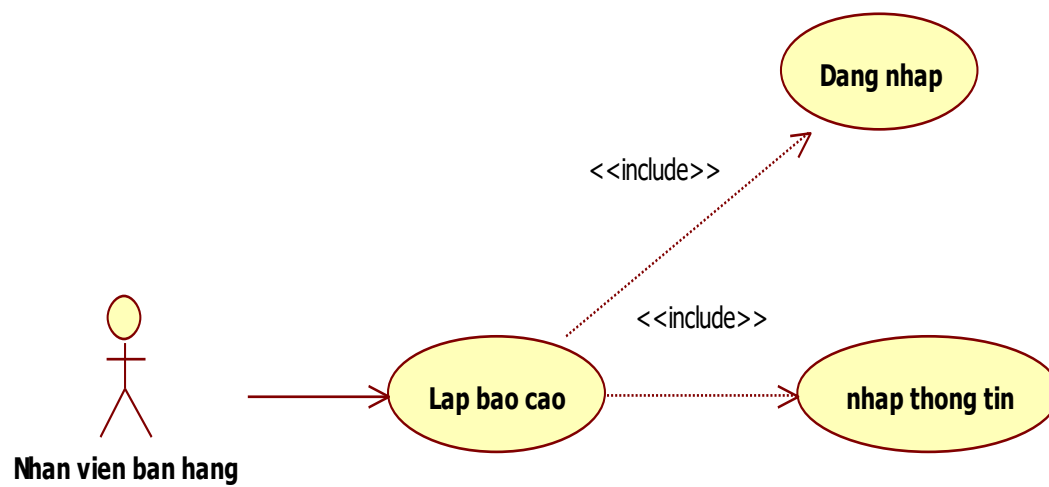 Dang nhap
<<include>>
<<include>>
Lap bao cao
nhap thong tin
Nhan vien ban hang